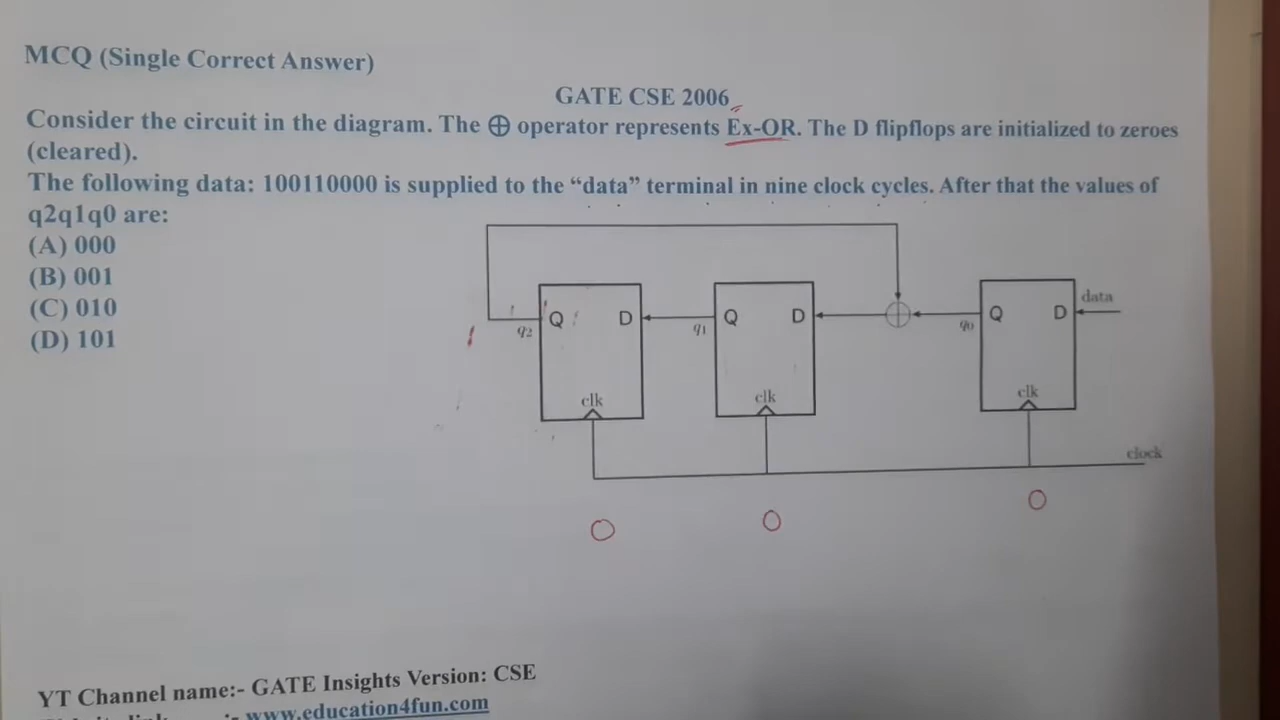 MCQ (Single Correct Answer)
GATE CSE 2006
Consider the circuit in the diagram. The ⊕ operator represents Ex-OR. The D flipflops are initialized to zeroes
(cleared).
The following data: 100110000 is supplied to the “data” terminal in nine clock cycles. After that the values of
q2q1q0 are:
(A) 000
(B) 001
(C) 010
(D) 101
data
Q D
Q D
Q D
q2
q1
q0
clk
clk
clk
clock
0 0 0
YT Channel name:- GATE Insights Version: CSE
www.education4fun.com